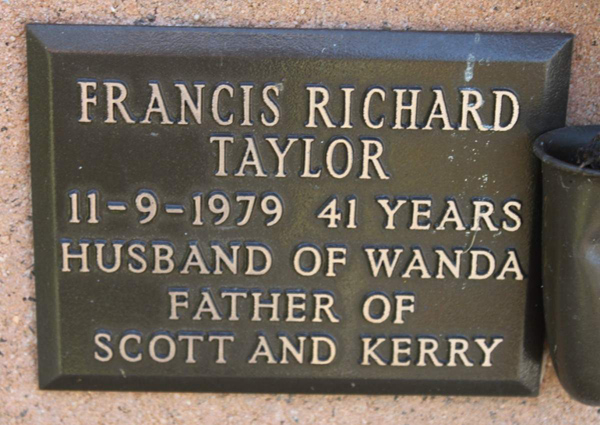 FRANCIS RICHARD
TAYLOR
11-9-1979 41 YEARS
HUSBAND OF WANDA
FATHER OF
SCOTT AND KERRY